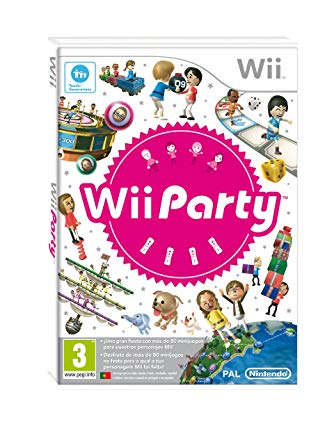 Wii
Touch! Generations
Wii
Wii Party
Wii Party™
3
www.pegi.info
• ¡Una gran fiesta con más de 80 minijuegos
para vuestros personajes Mii!
• Desfruta de mais de 80 minijogos
na festa para a qual o tua
personagem Mii foi feita!
PAL
Nintendo